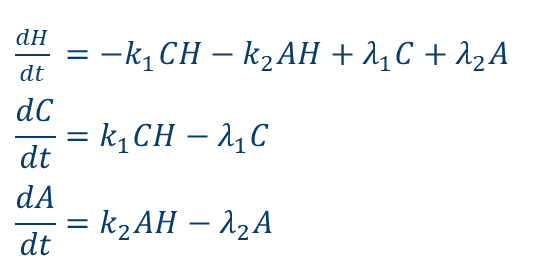 dH/dt = −k₁CH − k₂AH + λ₁C + λ₂A
dC/dt = k₁CH − λ₁C
dA/dt = k₂AH − λ₂A